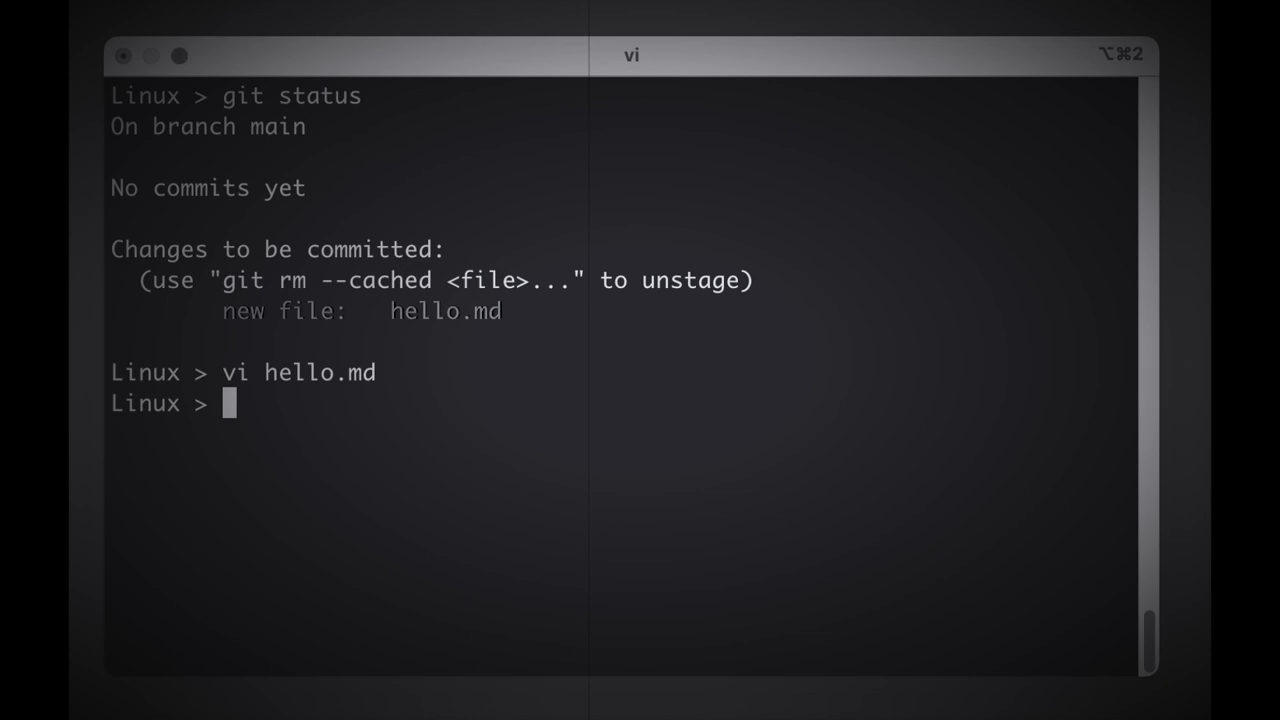 vi
⌥⌘2
Linux > git status
On branch main
No commits yet
Changes to be committed:
(use "git rm --cached <file>..." to unstage)
new file: hello.md
Linux > vi hello.md
Linux >